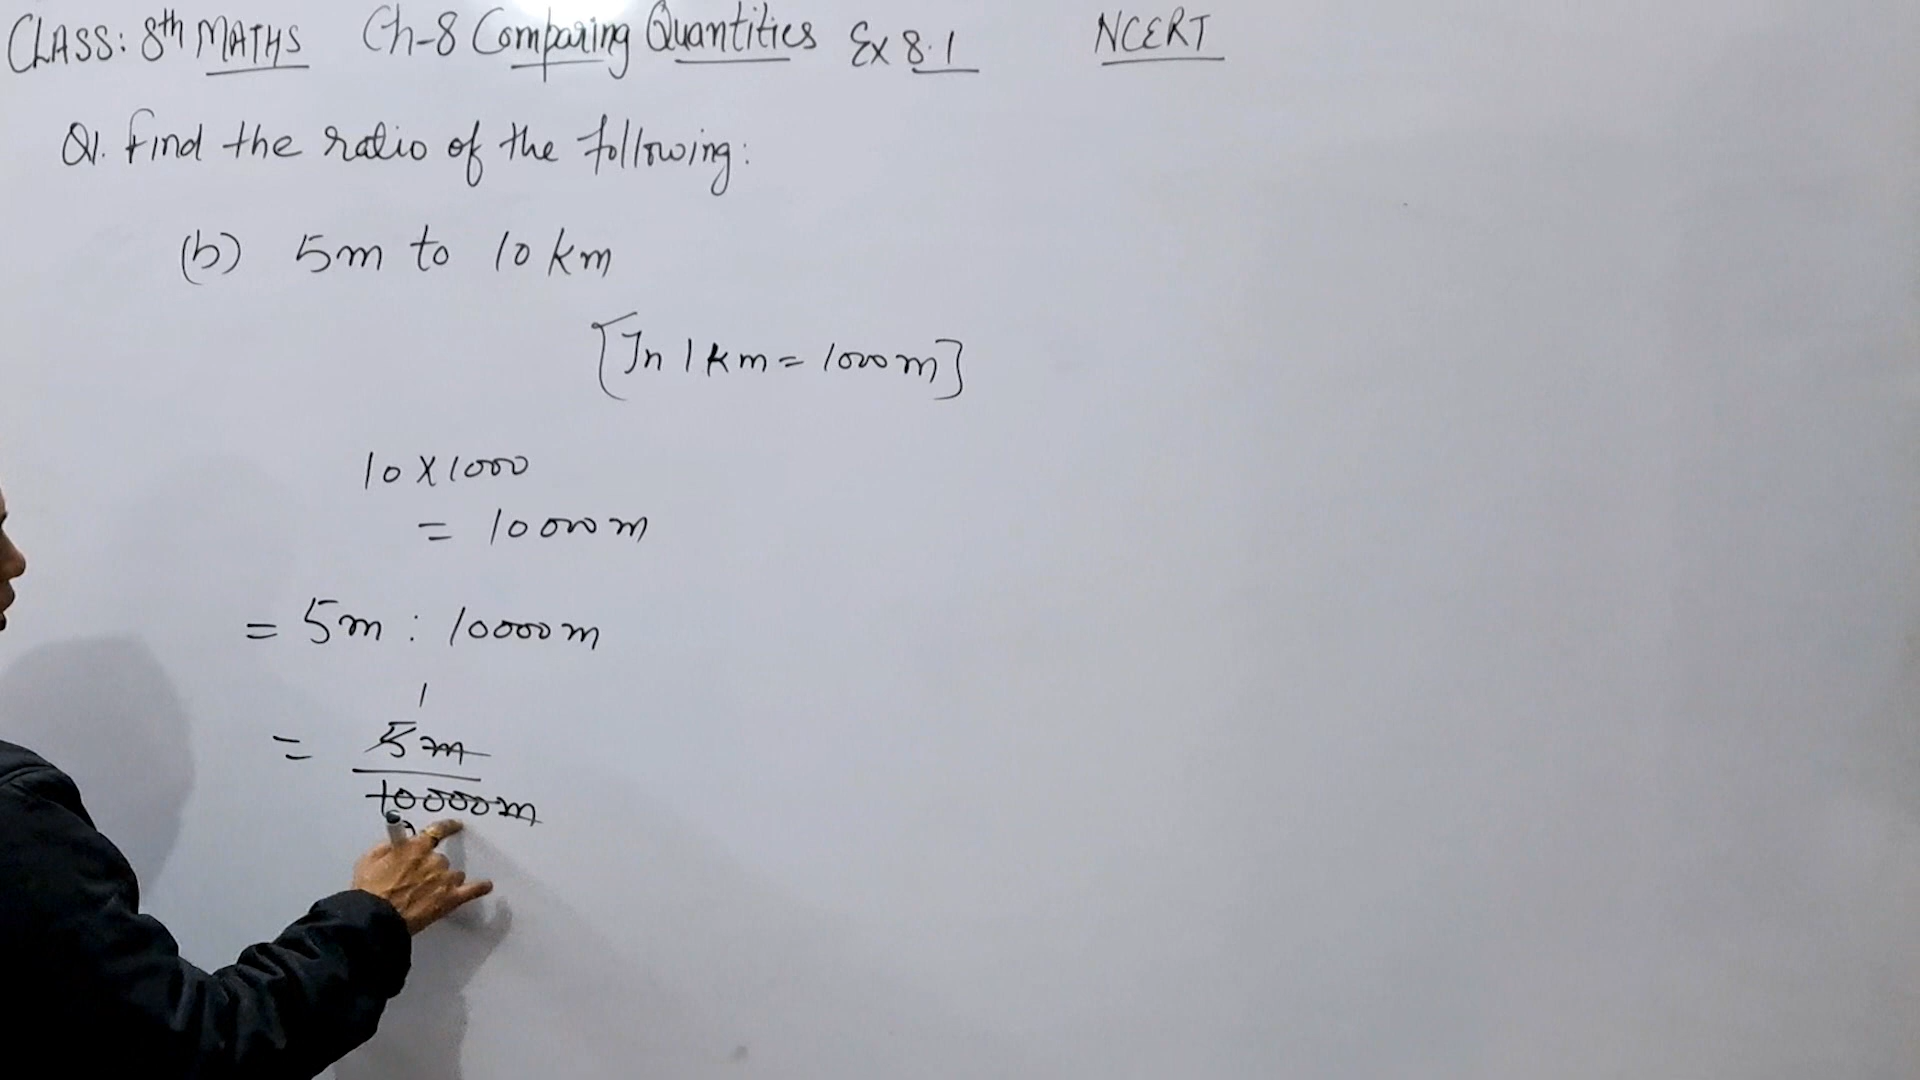 CLASS: 8th MATHS Ch-8 Comparing Quantities Ex 8.1 NCERT
Q1. Find the ratio of the following:
(b) 5m to 10 km
[In 1 km = 1000 m]
10 X 1000
= 10000 m
= 5m : 10000 m
1
= 5m
10000m